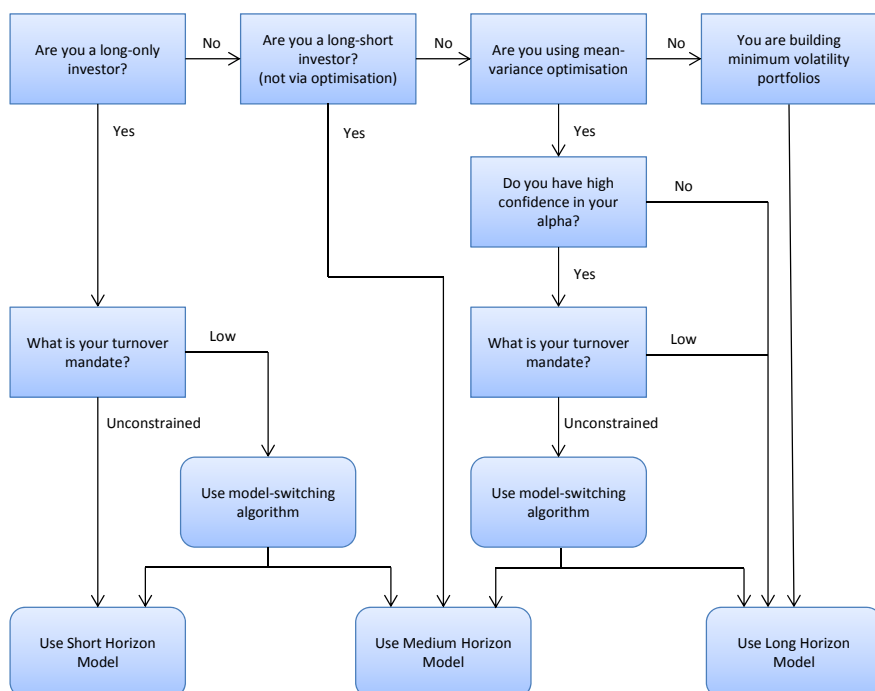 Are you a long-only
investor?
No
Are you a long-short
investor?
(not via optimisation)
No
Are you using mean-
variance optimisation
No
You are building
minimum volatility
portfolios
Yes
Yes
Yes
Do you have high
confidence in your
alpha?
No
Yes
What is your turnover
mandate?
Low
What is your turnover
mandate?
Low
Unconstrained
Unconstrained
Use model-switching
algorithm
Use model-switching
algorithm
Use Short Horizon
Model
Use Medium Horizon
Model
Use Long Horizon
Model